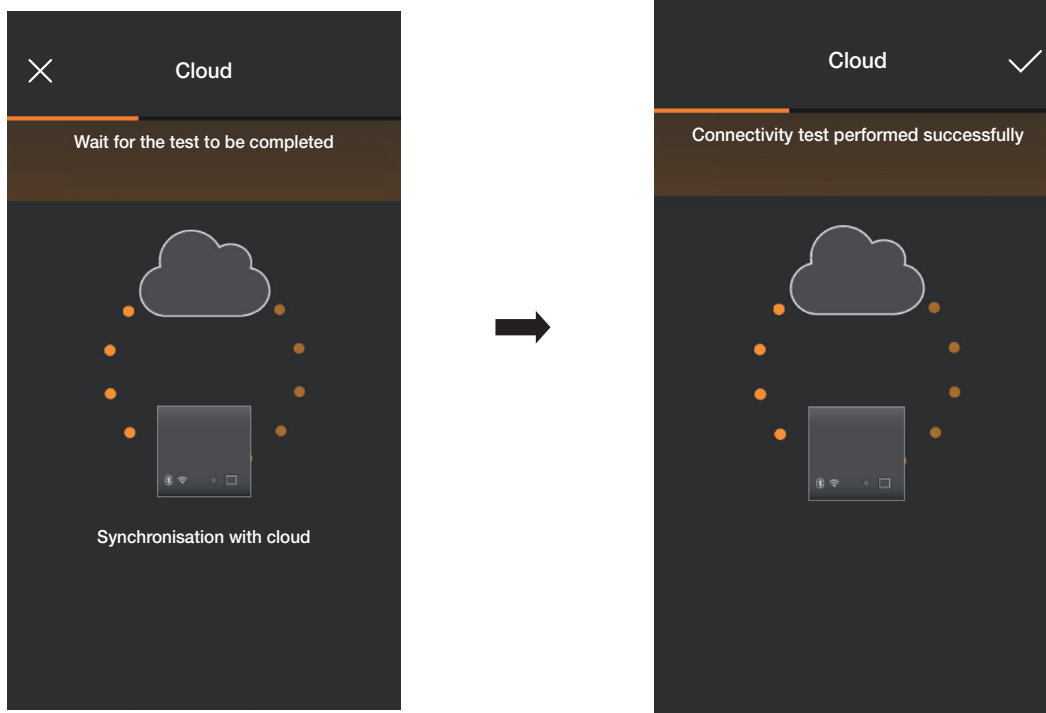 Cloud
Wait for the test to be completed
Synchronisation with cloud
Cloud
Connectivity test performed successfully